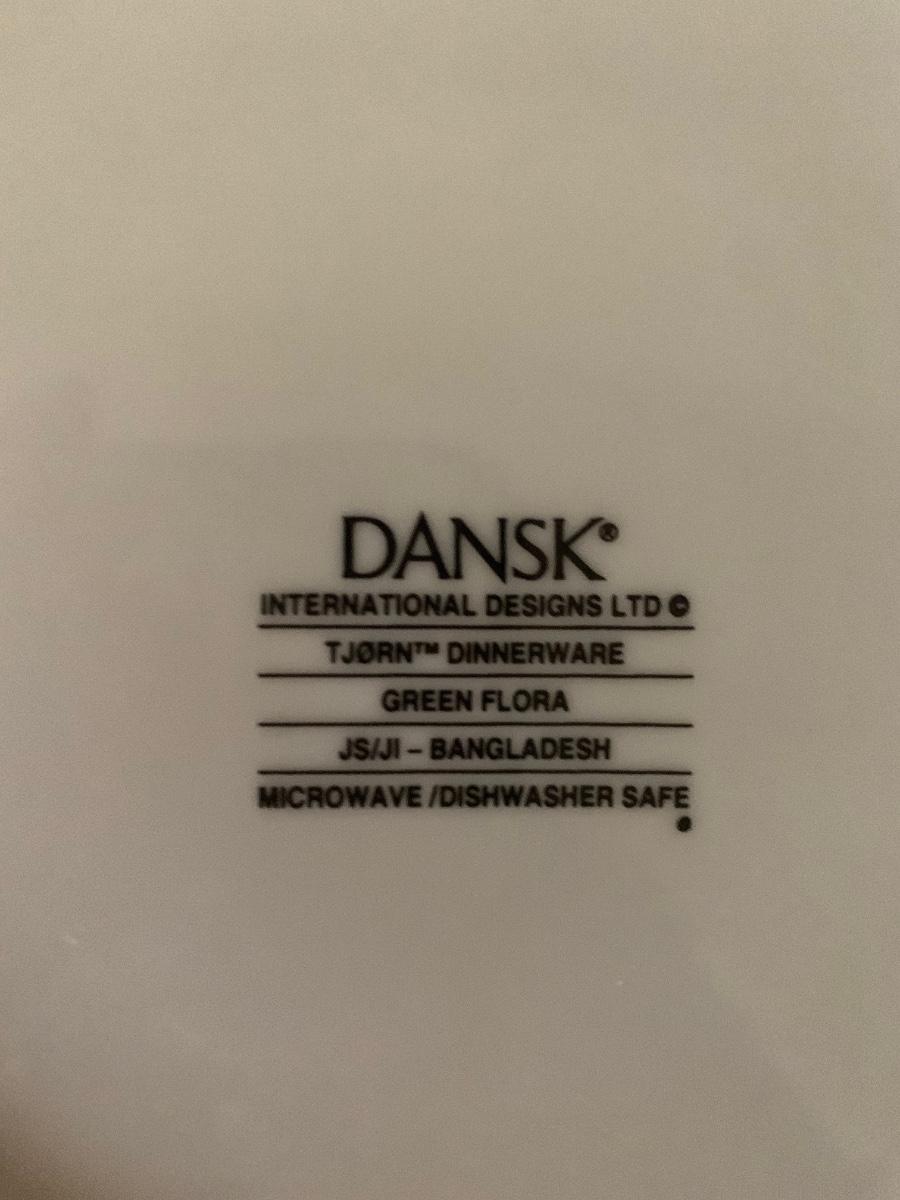 DANSK®
INTERNATIONAL DESIGNS LTD ©
TJØRN™ DINNERWARE
GREEN FLORA
JS/JI – BANGLADESH
MICROWAVE /DISHWASHER SAFE